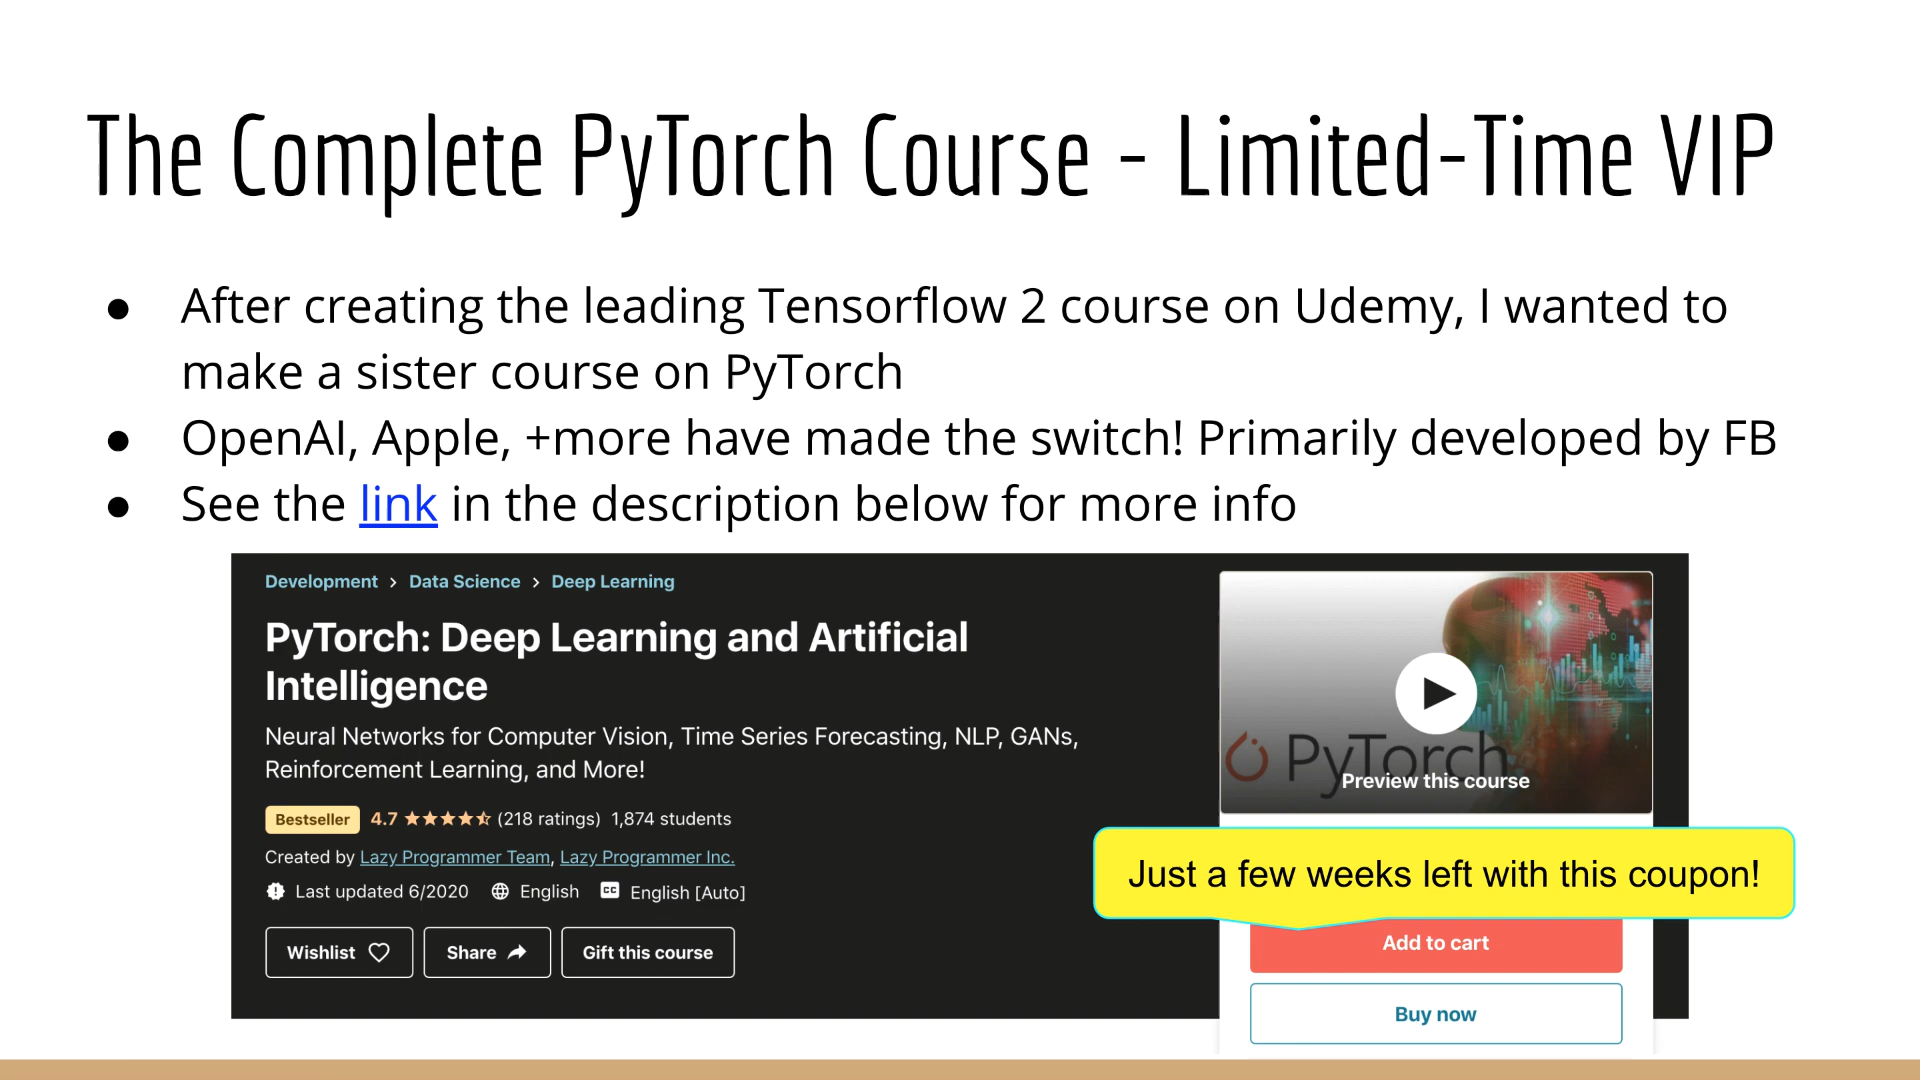 The Complete PyTorch Course - Limited-Time VIP
● After creating the leading Tensorflow 2 course on Udemy, I wanted to
make a sister course on PyTorch
● OpenAI, Apple, +more have made the switch! Primarily developed by FB
● See the link in the description below for more info
Development > Data Science > Deep Learning
PyTorch: Deep Learning and Artificial
Intelligence
Neural Networks for Computer Vision, Time Series Forecasting, NLP, GANs,
Reinforcement Learning, and More!
Bestseller 4.7 (218 ratings) 1,874 students
Created by Lazy Programmer Team, Lazy Programmer Inc.
Last updated 6/2020 English CC English [Auto]
Wishlist Share Gift this course
PyTorch
Preview this course
Just a few weeks left with this coupon!
Add to cart
Buy now